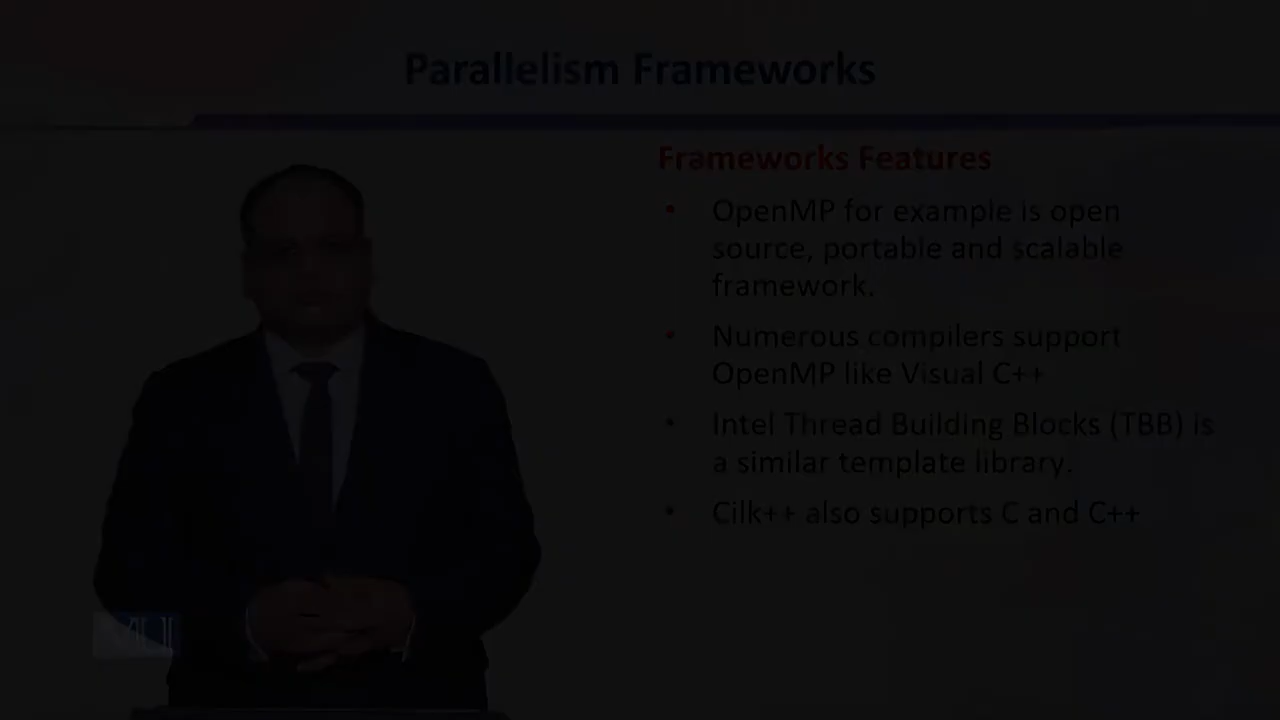 Parallelism Frameworks
Frameworks Features
• OpenMP for example is open
source, portable and scalable
framework.
• Numerous compilers support
OpenMP like Visual C++
• Intel Thread Building Blocks (TBB) is
a similar template library.
• Cilk++ also supports C and C++